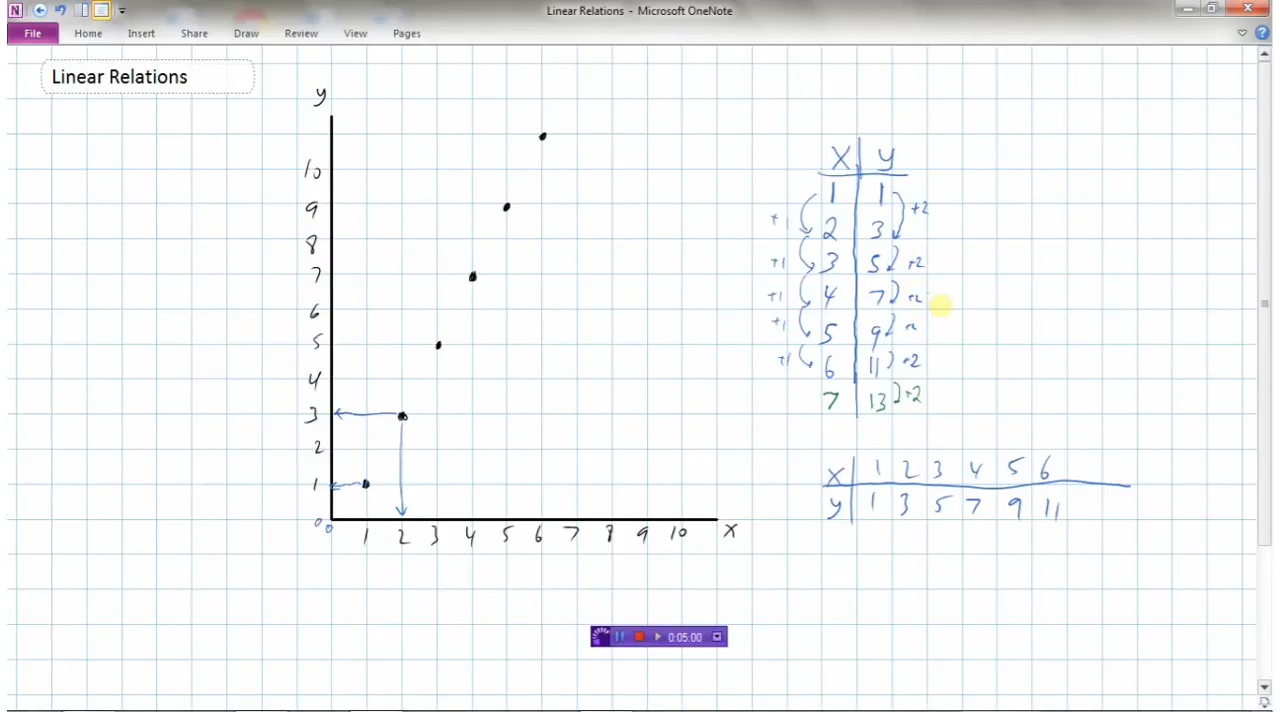 Linear Relations - Microsoft OneNote
File Home Insert Share Draw Review View Pages
Linear Relations
y
10
9
8
7
6
5
4
3
2
1
0
0 1 2 3 4 5 6 7 8 9 10 x
x y
1 1
+1 +2
2 3
+1 3 5 +2
+1 4 7 +2
+1 5 9
+1 6 11 +2
7 13 +2
x 1 2 3 4 5 6
y 1 3 5 7 9 11
0:05:00